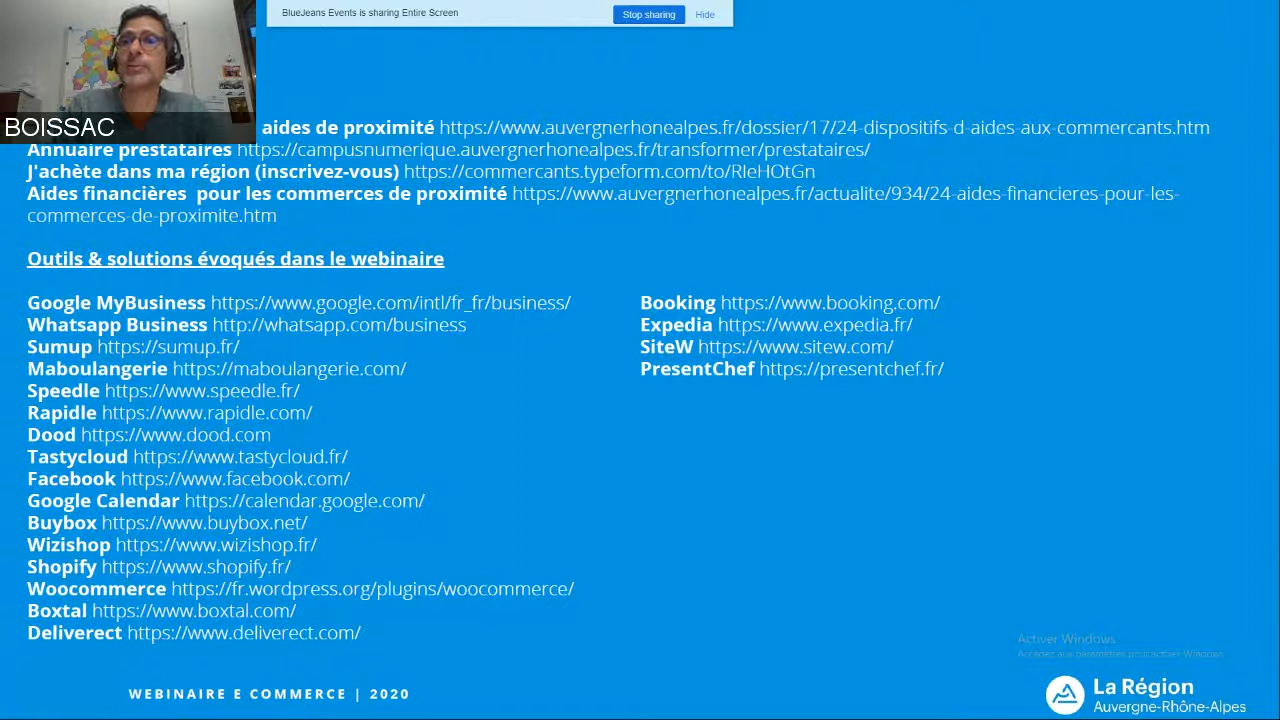 BlueJeans Events is sharing Entire Screen
Stop sharing
Hide
BOISSAC
aides de proximité https://www.auvergnerhonealpes.fr/dossier/17/24-dispositifs-d-aides-aux-commercants.htm
Annuaire prestataires https://campusnumerique.auvergnerhonealpes.fr/transformer/prestataires/
J'achète dans ma région (inscrivez-vous) https://commercants.typeform.com/to/RIeHOtGn
Aides financières pour les commerces de proximité https://www.auvergnerhonealpes.fr/actualite/934/24-aides-financieres-pour-les-
commerces-de-proximite.htm
Outils & solutions évoqués dans le webinaire
Google MyBusiness https://www.google.com/intl/fr_fr/business/
Whatsapp Business http://whatsapp.com/business
Sumup https://sumup.fr/
Maboulangerie https://maboulangerie.com/
Speedle https://www.speedle.fr/
Rapidle https://www.rapidle.com/
Dood https://www.dood.com
Tastycloud https://www.tastycloud.fr/
Facebook https://www.facebook.com/
Google Calendar https://calendar.google.com/
Buybox https://www.buybox.net/
Wizishop https://www.wizishop.fr/
Shopify https://www.shopify.fr/
Woocommerce https://fr.wordpress.org/plugins/woocommerce/
Boxtal https://www.boxtal.com/
Deliverect https://www.deliverect.com/
Booking https://www.booking.com/
Expedia https://www.expedia.fr/
SiteW https://www.sitew.com/
PresentChef https://presentchef.fr/
Activer Windows
Accédez aux paramètres pour activer Windows.
WEBINAIRE E COMMERCE | 2020
La Région
Auvergne-Rhône-Alpes